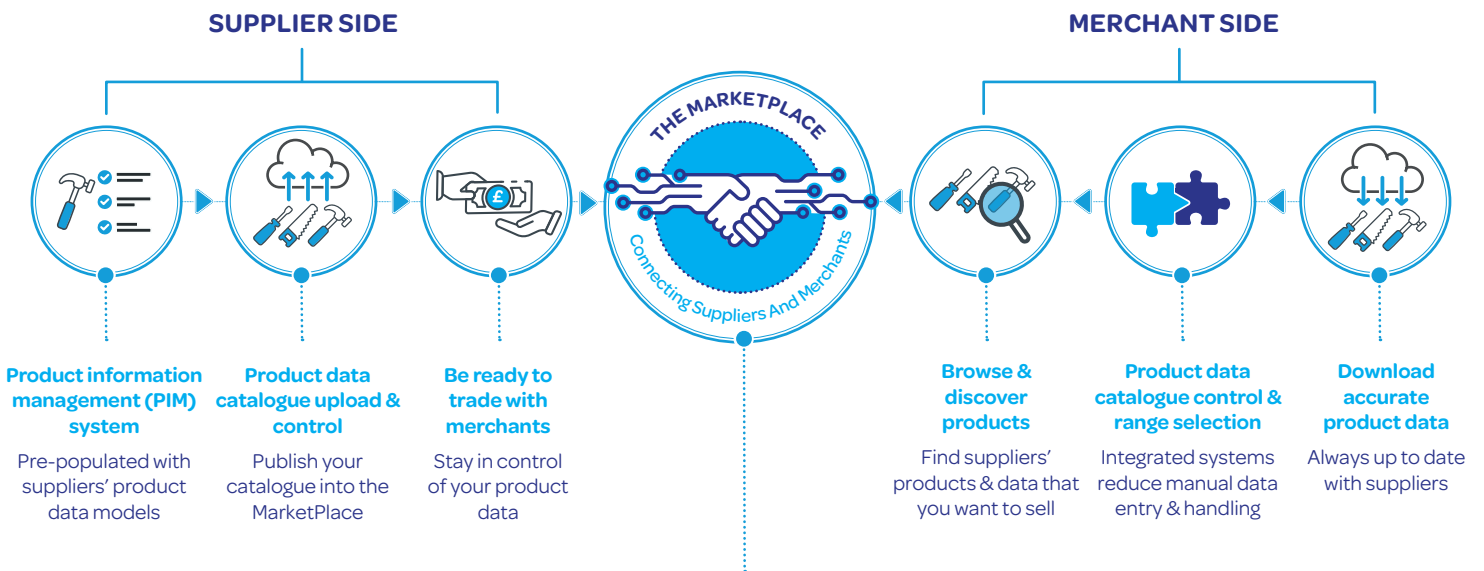 SUPPLIER SIDE
Product information
management (PIM)
system
Pre-populated with
suppliers' product
data models
Product data
catalogue upload &
control
Publish your
catalogue into the
MarketPlace
£
Be ready to
trade with
merchants
Stay in control
of your product
data
THE MARKETPLACE
Connecting Suppliers And Merchants
MERCHANT SIDE
Browse &
discover
products
Find suppliers'
products & data that
you want to sell
Product data
catalogue control &
range selection
Integrated systems
reduce manual data
entry & handling
Download
accurate
product data
Always up to date
with suppliers